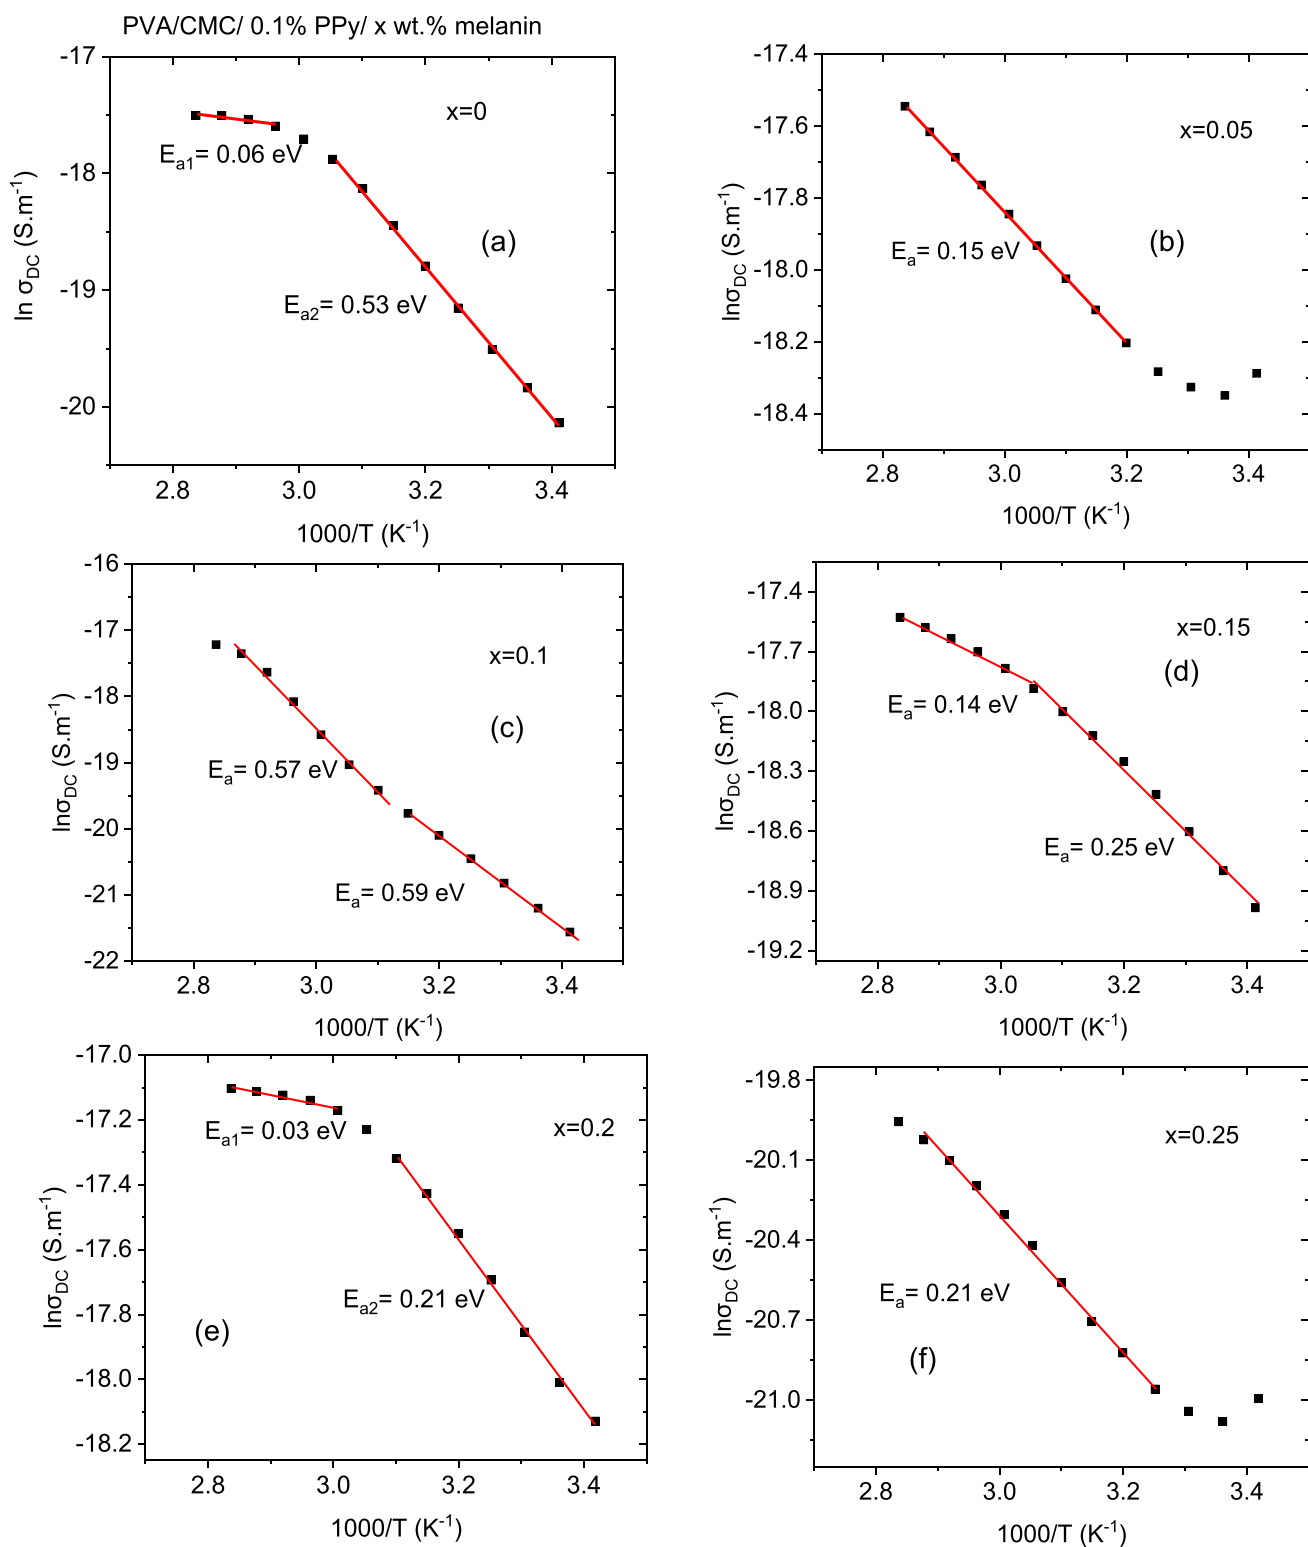 PVA/CMC/ 0.1% PPy/ x wt.% melanin
-17
-18
-19
-20
ln σDC (S.m-1)
x=0
Ea1= 0.06 eV
(a)
Ea2= 0.53 eV
2.8 3.0 3.2 3.4
1000/T (K-1)
-17.4
-17.6
-17.8
-18.0
-18.2
-18.4
lnσDC (S.m-1)
x=0.05
(b)
Ea= 0.15 eV
2.8 3.0 3.2 3.4
1000/T (K-1)
-16
-17
-18
-19
-20
-21
-22
lnσDC (S.m-1)
x=0.1
(c)
Ea= 0.57 eV
Ea= 0.59 eV
2.8 3.0 3.2 3.4
1000/T (K-1)
-17.4
-17.7
-18.0
-18.3
-18.6
-18.9
-19.2
lnσDC (S.m-1)
x=0.15
(d)
Ea= 0.14 eV
Ea= 0.25 eV
2.8 3.0 3.2 3.4
1000/T (K-1)
-17.0
-17.2
-17.4
-17.6
-17.8
-18.0
-18.2
lnσDC (S.m-1)
Ea1= 0.03 eV
x=0.2
Ea2= 0.21 eV
(e)
2.8 3.0 3.2 3.4
1000/T (K-1)
-19.8
-20.1
-20.4
-20.7
-21.0
lnσDC (S.m-1)
x=0.25
Ea= 0.21 eV
(f)
2.8 3.0 3.2 3.4
1000/T (K-1)